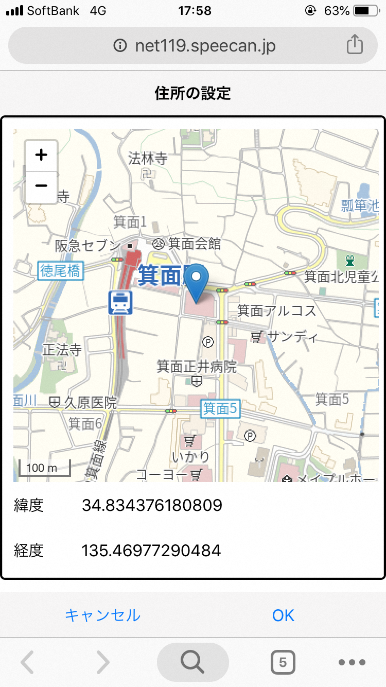 SoftBank 4G 17:58 63%
net119.speecan.jp
住所の設定
+
−
法林寺
寺
瓢箪池
箕面1
阪急セブン
箕面会館
徳尾橋
箕面
箕面北児童公
箕面アルコス
サンディ
正法寺
P
箕面正井病院
面川
久原医院
箕面5
箕面5
箕面6
P
いかり
箕面線
コーヨー
メイプルホー
100 m
緯度 34.834376180809
経度 135.46977290484
キャンセル OK
5